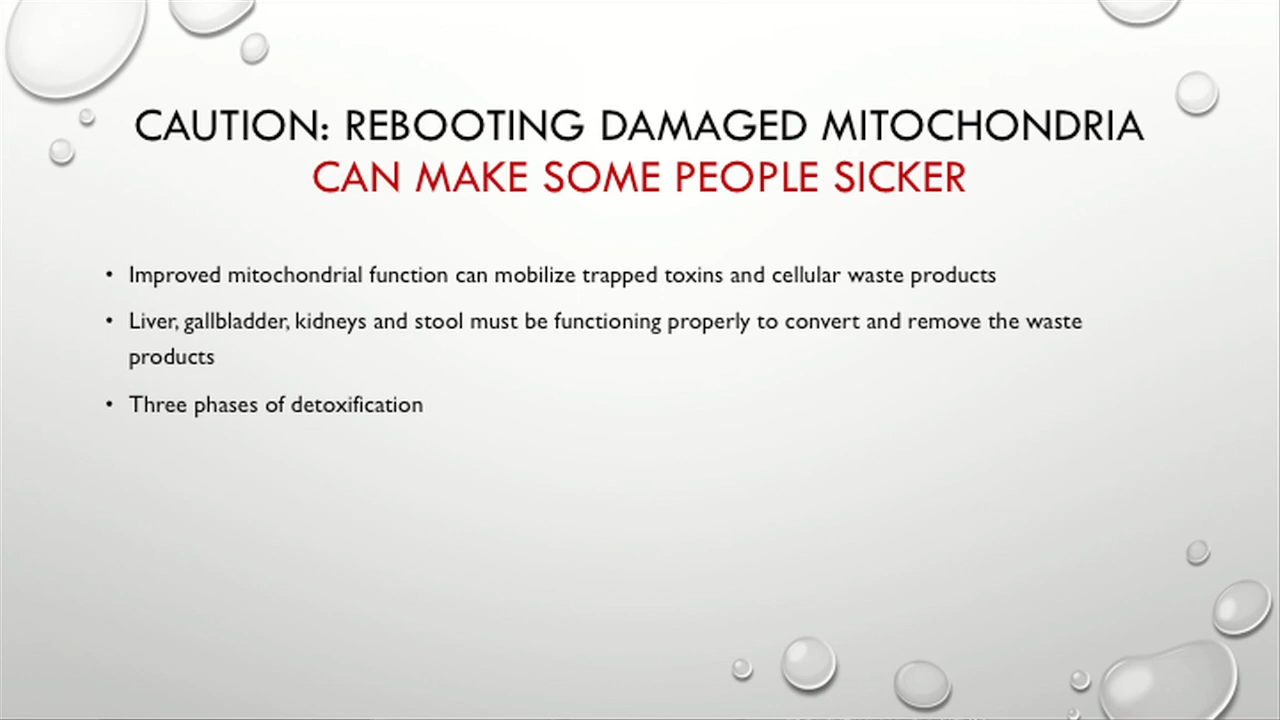 CAUTION: REBOOTING DAMAGED MITOCHONDRIA
CAN MAKE SOME PEOPLE SICKER
• Improved mitochondrial function can mobilize trapped toxins and cellular waste products
• Liver, gallbladder, kidneys and stool must be functioning properly to convert and remove the waste
products
• Three phases of detoxification